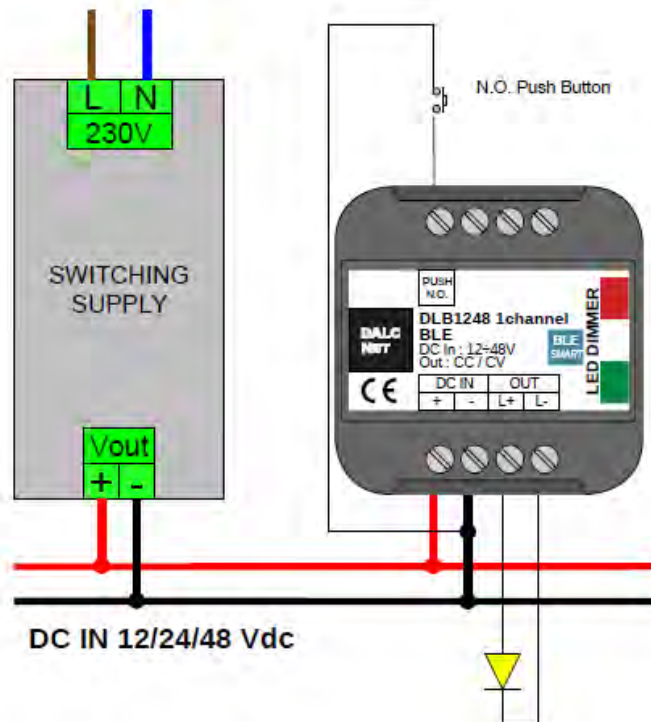 L N
230V
SWITCHING
SUPPLY
Vout
+ -
DC IN 12/24/48 Vdc
N.O. Push Button
PUSH
N.O.
DALC
NET
DLB1248 1channel
BLE
DC In : 12÷48V
Out : CC / CV
BLE
SMART
LED DIMMER
CE
DC IN OUT
+ - L+ L-